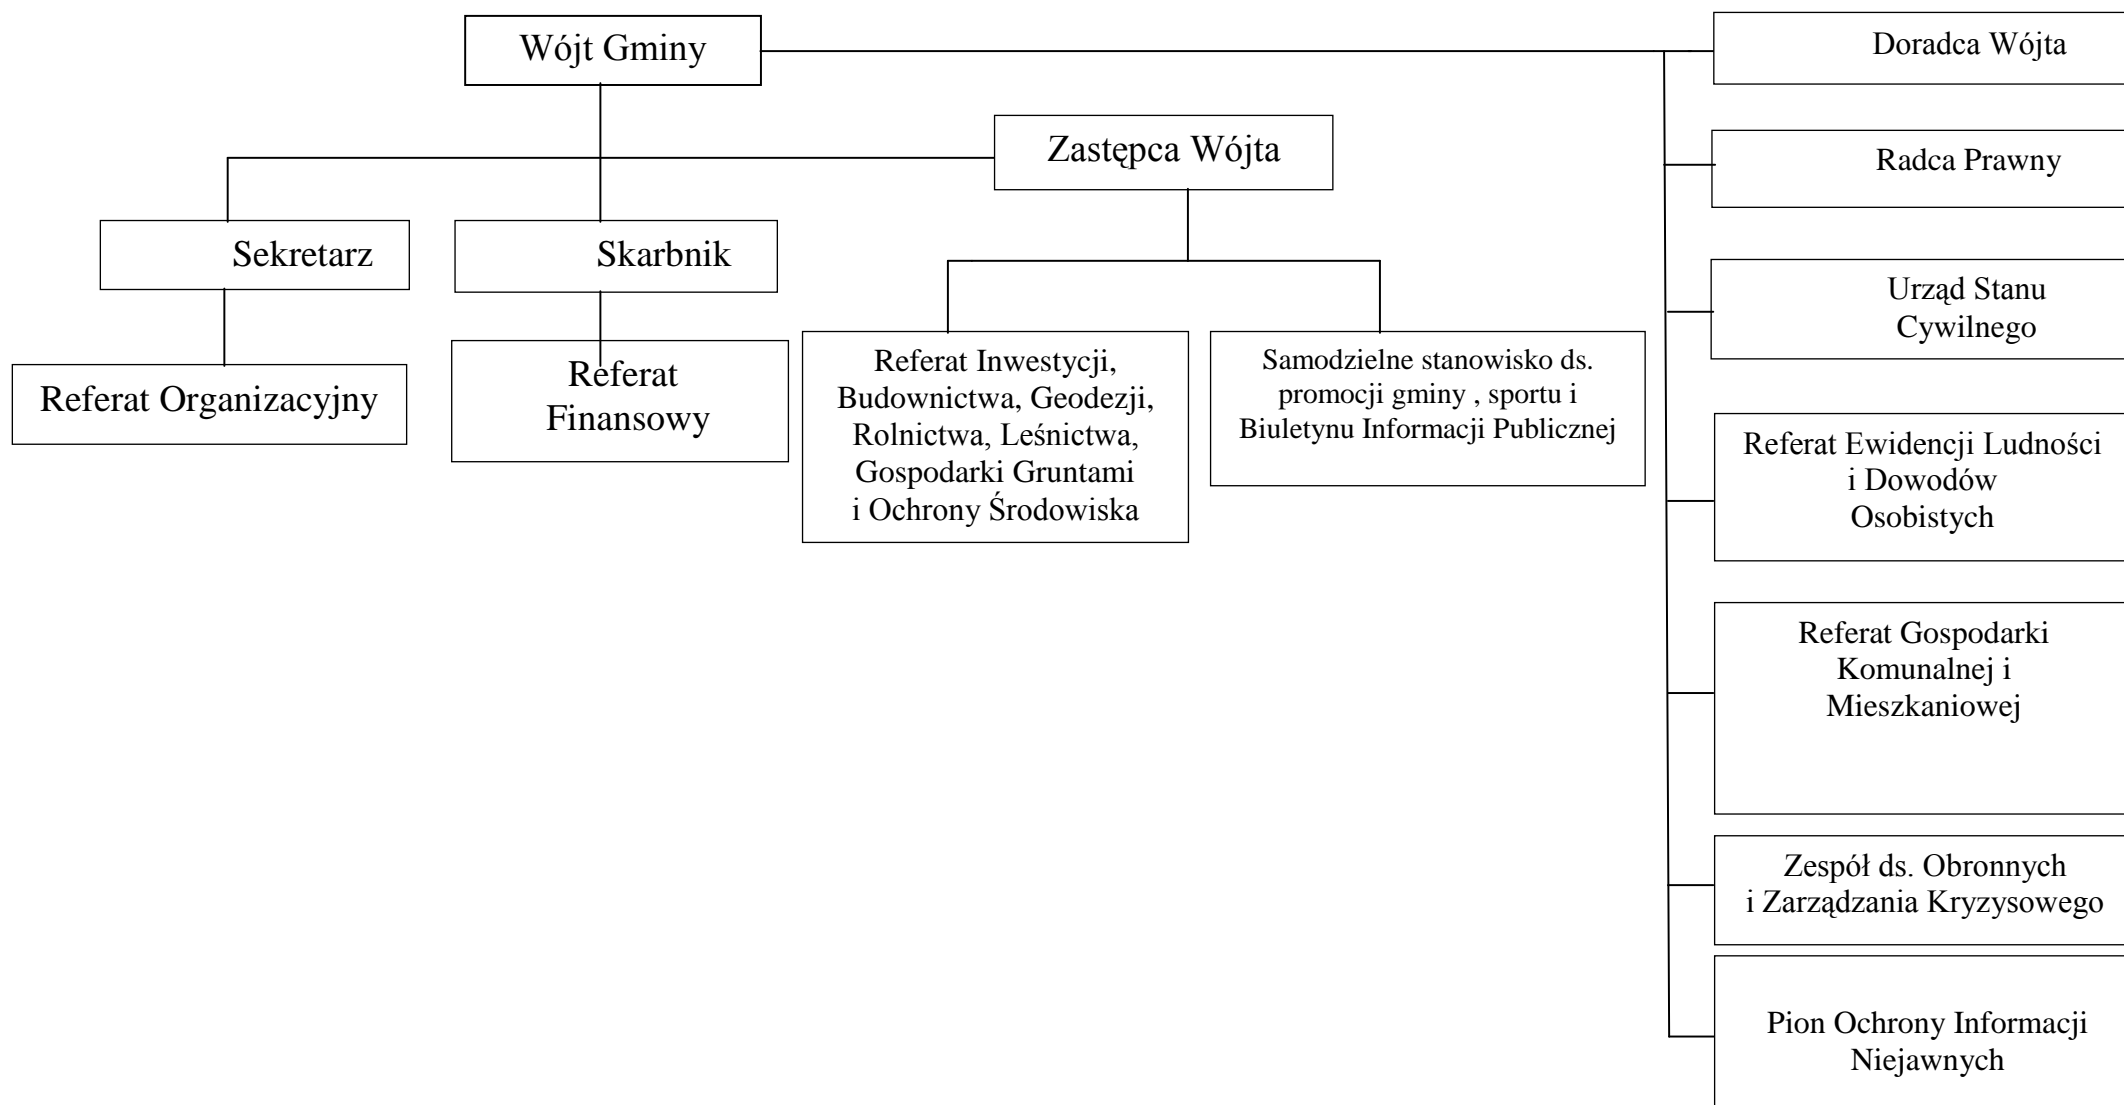 Wójt Gminy
Doradca Wójta
Zastępca Wójta
Radca Prawny
Sekretarz
Skarbnik
Urząd Stanu
Cywilnego
Referat Organizacyjny
Referat
Finansowy
Referat Inwestycji,
Budownictwa, Geodezji,
Rolnictwa, Leśnictwa,
Gospodarki Gruntami
i Ochrony Środowiska
Samodzielne stanowisko ds.
promocji gminy , sportu i
Biuletynu Informacji Publicznej
Referat Ewidencji Ludności
i Dowodów
Osobistych
Referat Gospodarki
Komunalnej i
Mieszkaniowej
Zespół ds. Obronnych
i Zarządzania Kryzysowego
Pion Ochrony Informacji
Niejawnych